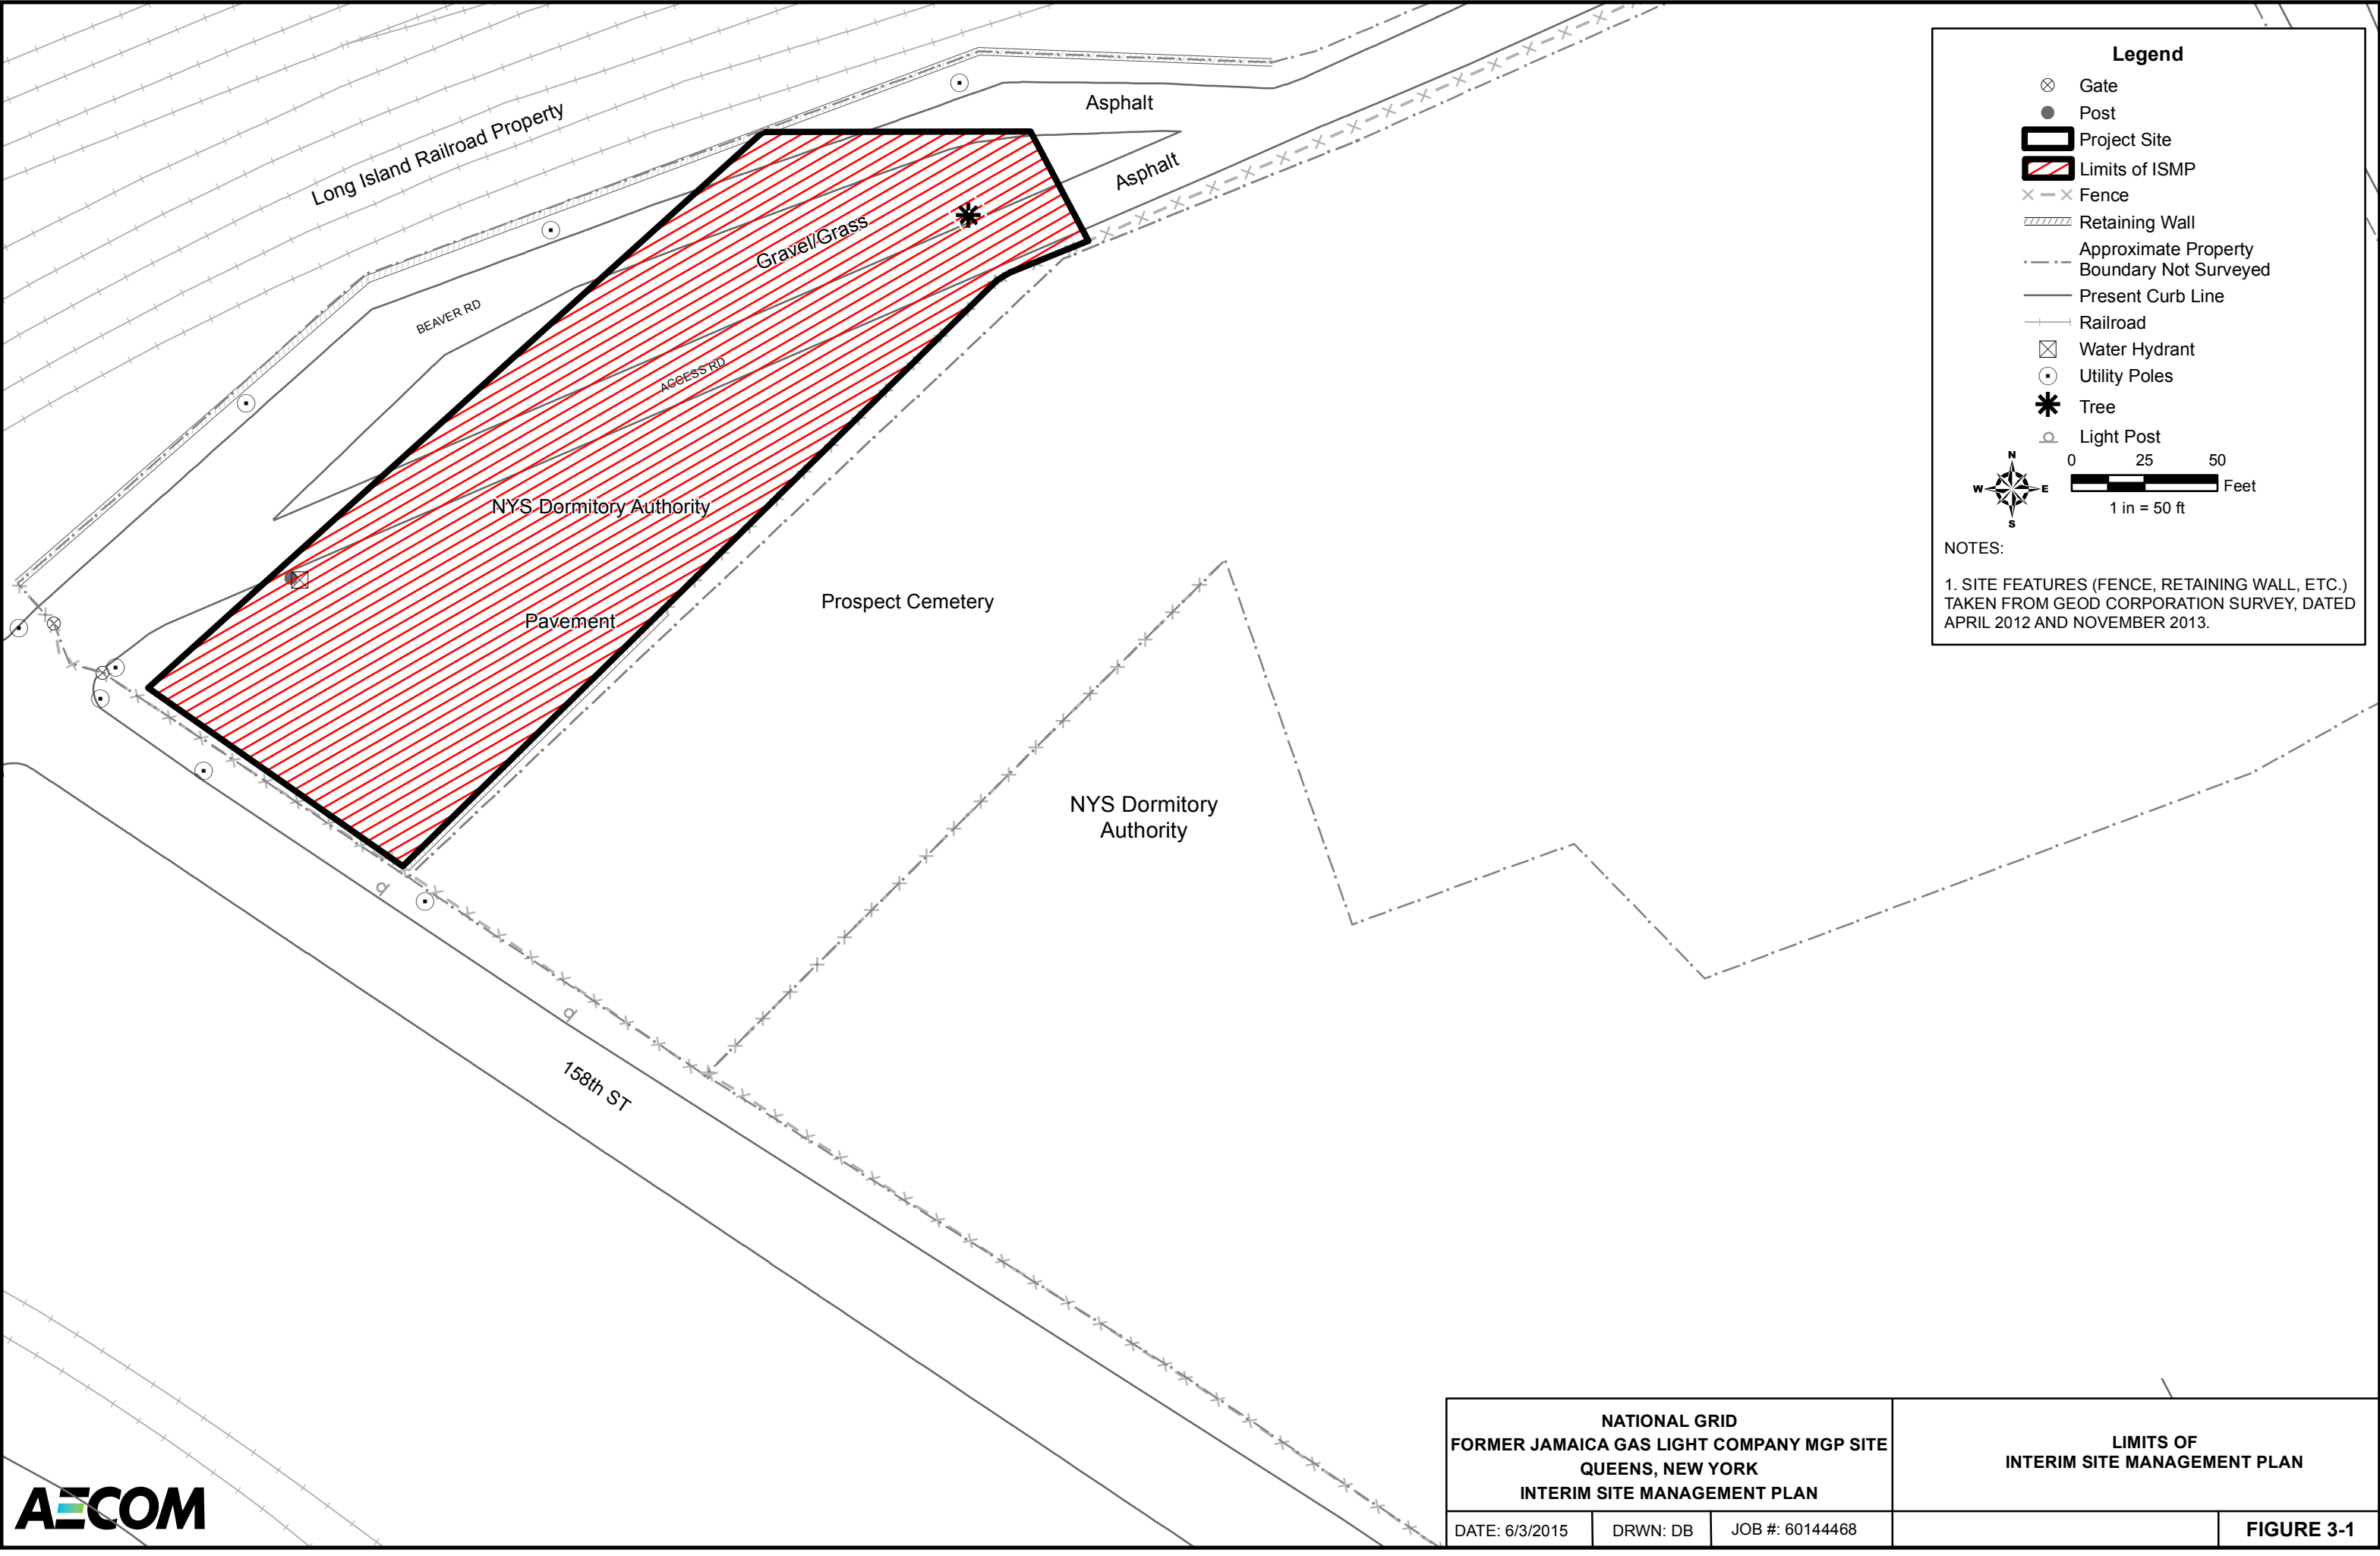 Long Island Railroad Property
Asphalt
Asphalt
Gravel/Grass
BEAVER RD
ACCESS RD
NYS Dormitory Authority
Pavement
Prospect Cemetery
NYS Dormitory
Authority
158th ST
Legend
Gate
Post
Project Site
Limits of ISMP
Fence
Retaining Wall
Approximate Property
Boundary Not Surveyed
Present Curb Line
Railroad
Water Hydrant
Utility Poles
Tree
Light Post
N
W E
S
0 25 50
Feet
1 in = 50 ft
NOTES:
1. SITE FEATURES (FENCE, RETAINING WALL, ETC.)
TAKEN FROM GEOD CORPORATION SURVEY, DATED
APRIL 2012 AND NOVEMBER 2013.
AECOM
NATIONAL GRID
FORMER JAMAICA GAS LIGHT COMPANY MGP SITE
QUEENS, NEW YORK
INTERIM SITE MANAGEMENT PLAN
LIMITS OF
INTERIM SITE MANAGEMENT PLAN
DATE: 6/3/2015
DRWN: DB
JOB #: 60144468
FIGURE 3-1